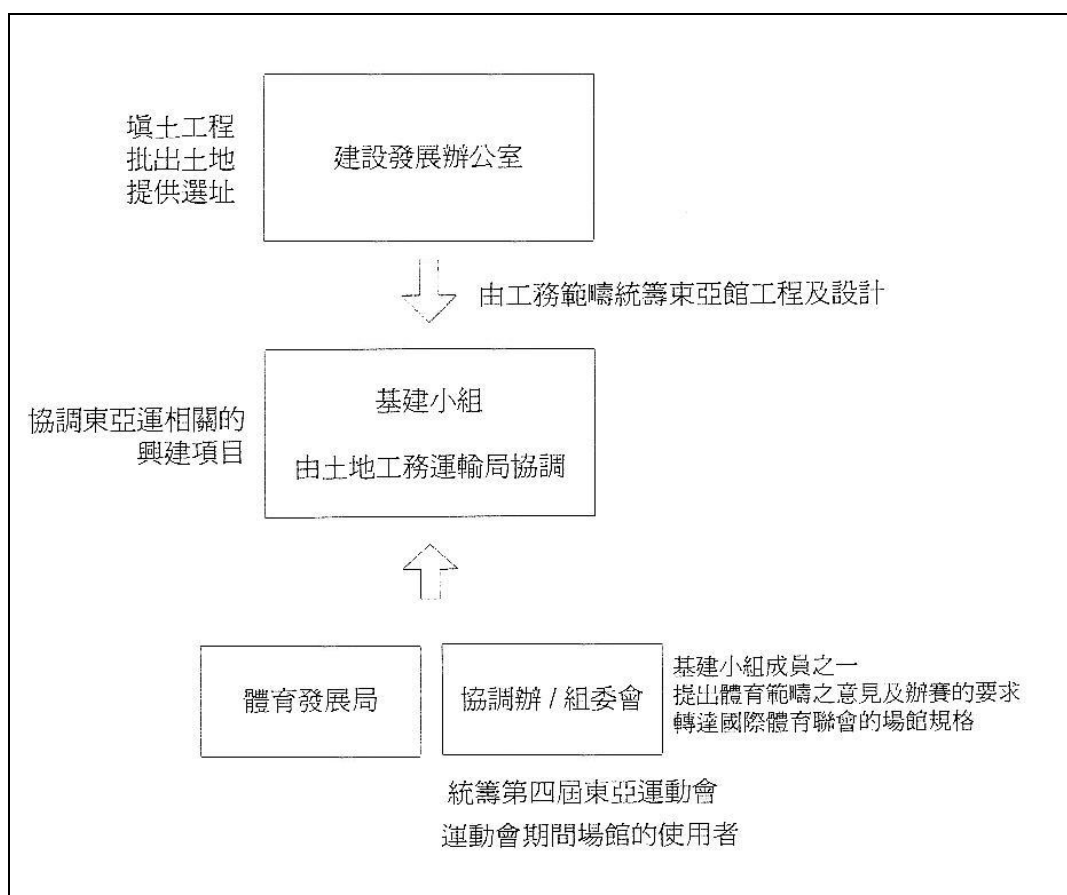 填土工程
批出土地
提供選址
建設發展辦公室
由工務範疇統籌東亞館工程及設計
協調東亞運相關的
興建項目
基建小組
由土地工務運輸局協調
體育發展局
協調辦 / 組委會
基建小組成員之一
提出體育範疇之意見及辦賽的要求
轉達國際體育聯會的場館規格
統籌第四屆東亞運動會
運動會期間場館的使用者